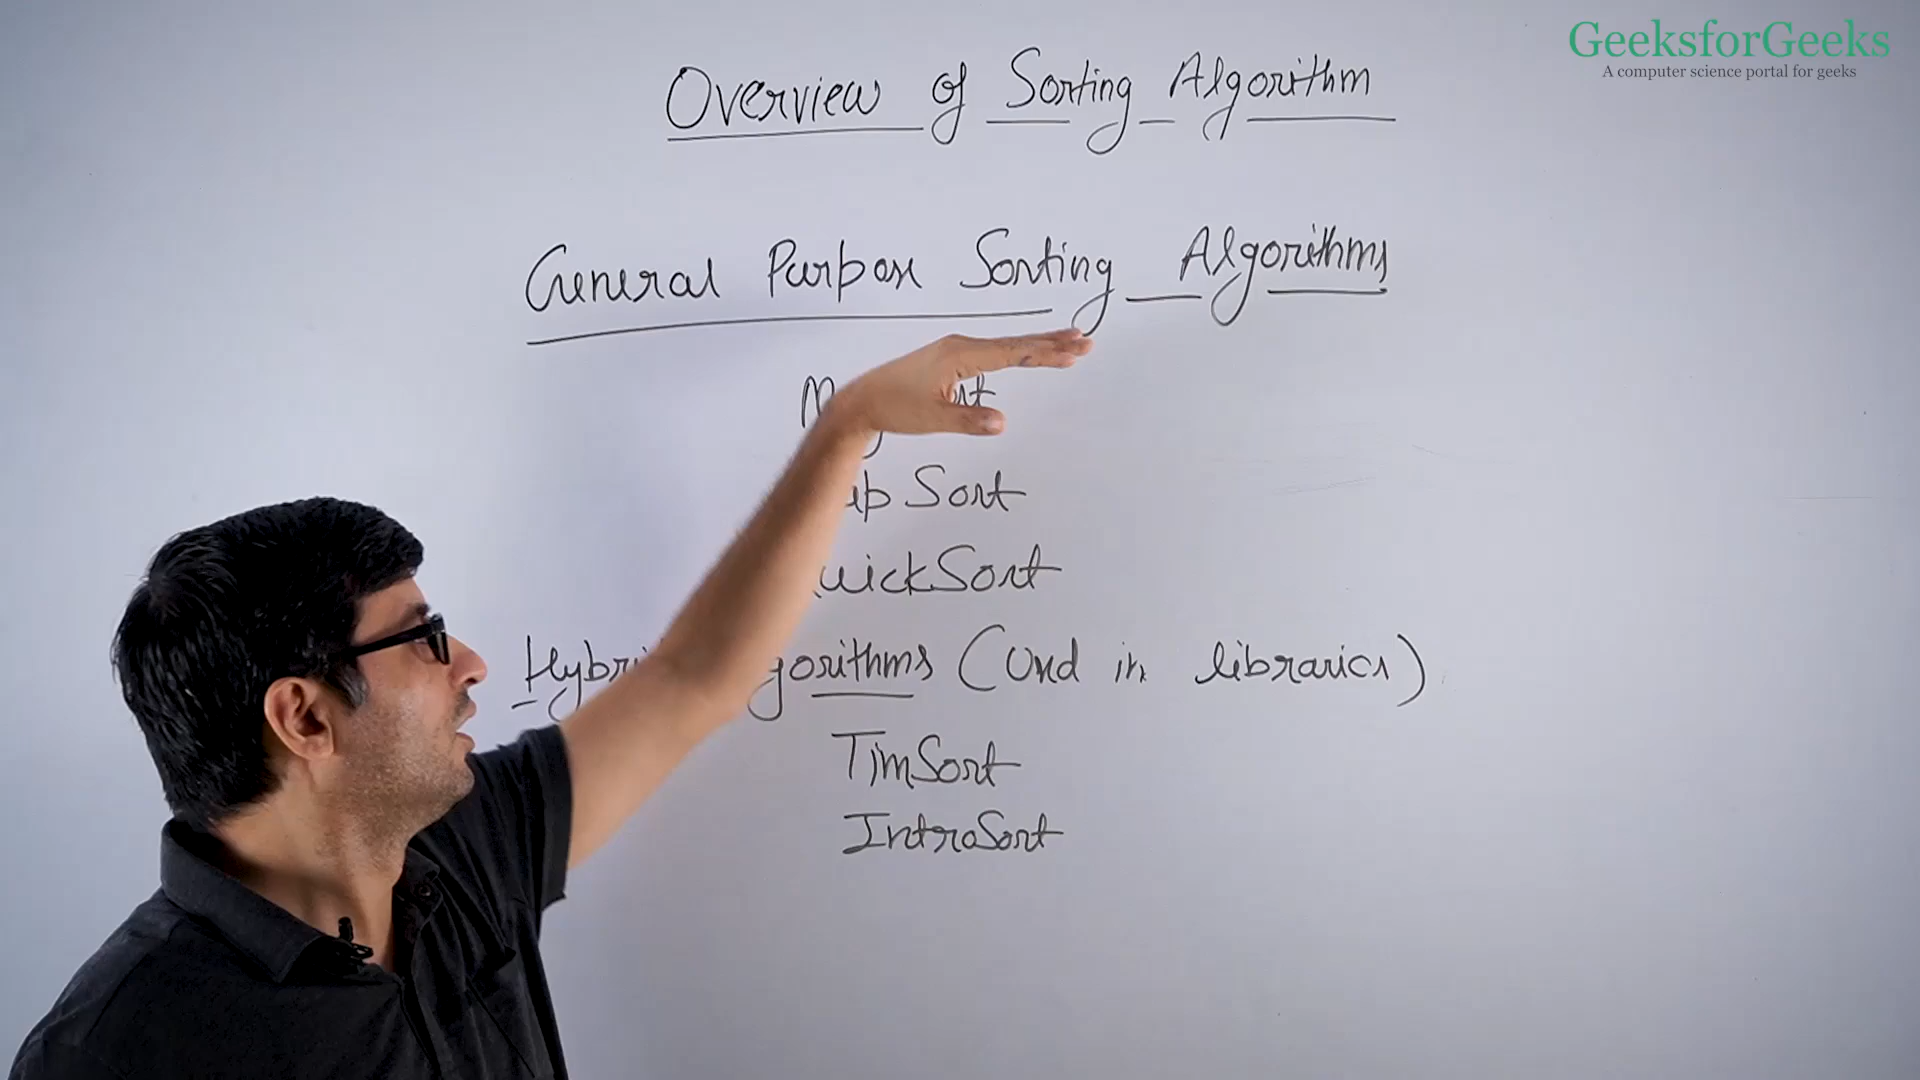 GeeksforGeeks
A computer science portal for geeks
Overview of Sorting Algorithm
General Purpose Sorting Algorithms
Sort
QuickSort
Hybrid Algorithms (Used in libraries)
TimSort
IntroSort